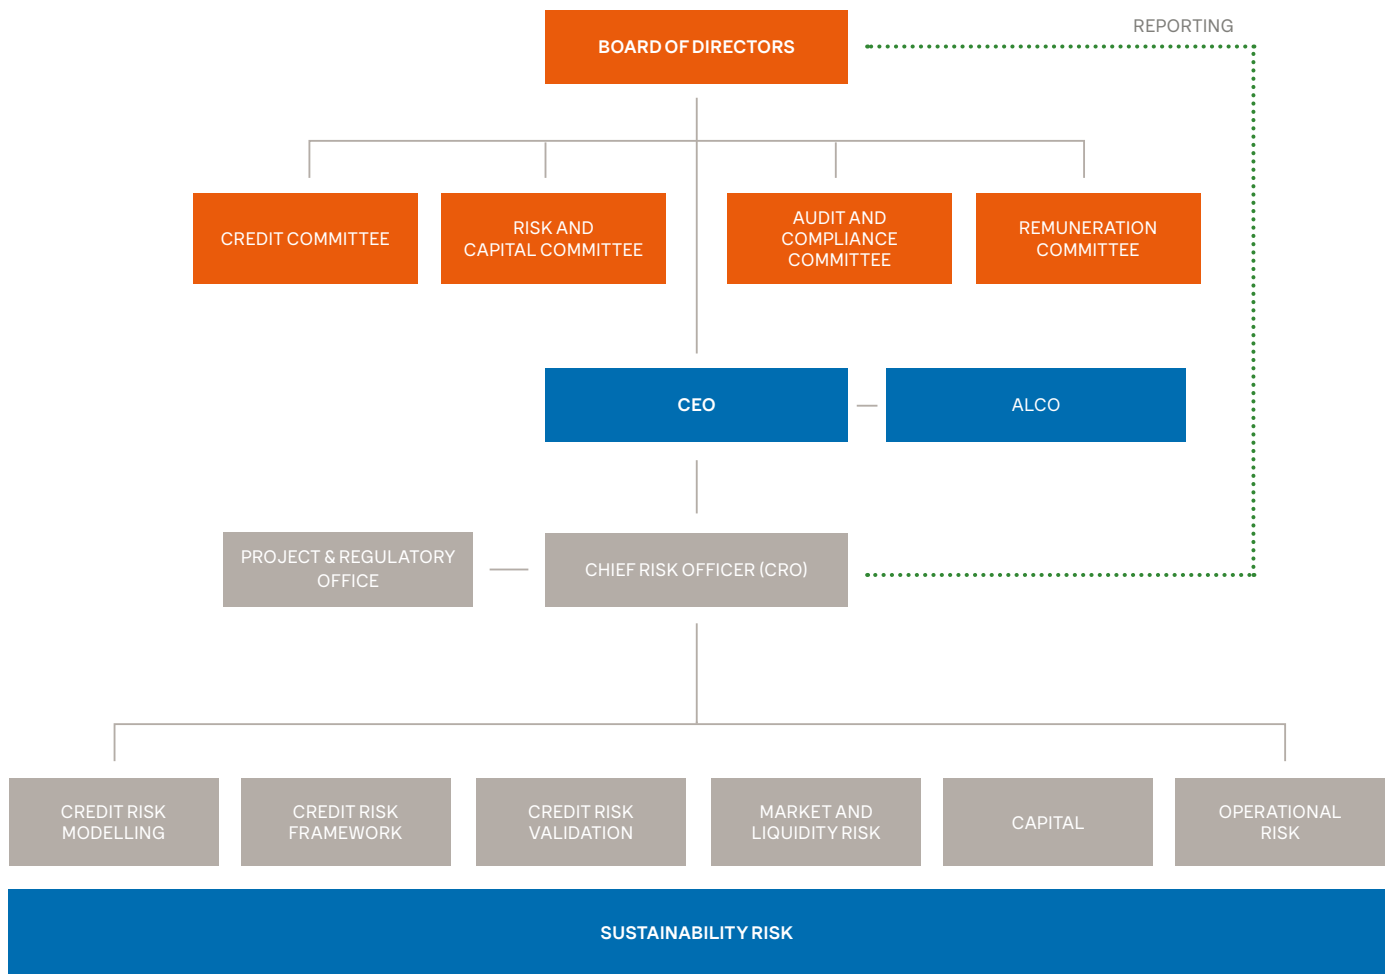 REPORTING
BOARD OF DIRECTORS
CREDIT COMMITTEE
RISK AND
CAPITAL COMMITTEE
AUDIT AND
COMPLIANCE
COMMITTEE
REMUNERATION
COMMITTEE
CEO
ALCO
PROJECT & REGULATORY
OFFICE
CHIEF RISK OFFICER (CRO)
CREDIT RISK
MODELLING
CREDIT RISK
FRAMEWORK
CREDIT RISK
VALIDATION
MARKET AND
LIQUIDITY RISK
CAPITAL
OPERATIONAL
RISK
SUSTAINABILITY RISK